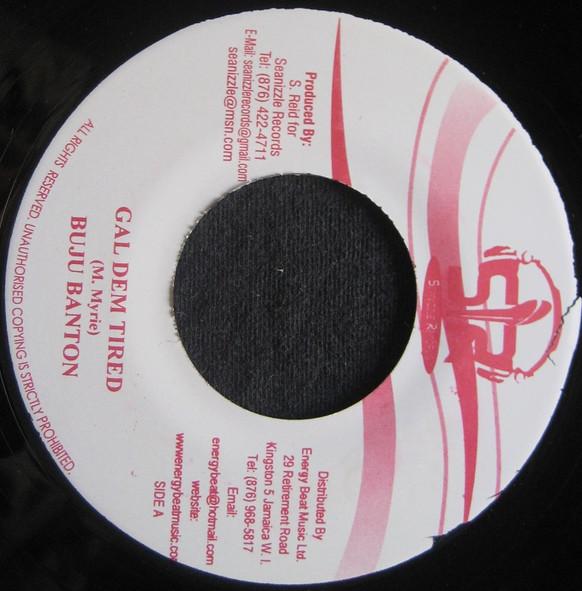 Produced By:
S. Reid for
Seanizzle Records
Tel: (876) 422-4711
E-Mail: seanizzlerecords@gmail.com
seanizzle@msn.com
GAL DEM TIRED
(M. Myrie)
BUJU BANTON
Distributed By
Energy Beat Music Ltd.
29 Retirement Road
Kingston 5 Jamaica W. I.
Tel: (876) 968-5817
Email:
energybeat@hotmail.com
website:
www.energybeatmusic.co
SIDE A
ALL RIGHTS RESERVED, UNAUTHORISED COPYING IS STRICTLY PROHIBITED.